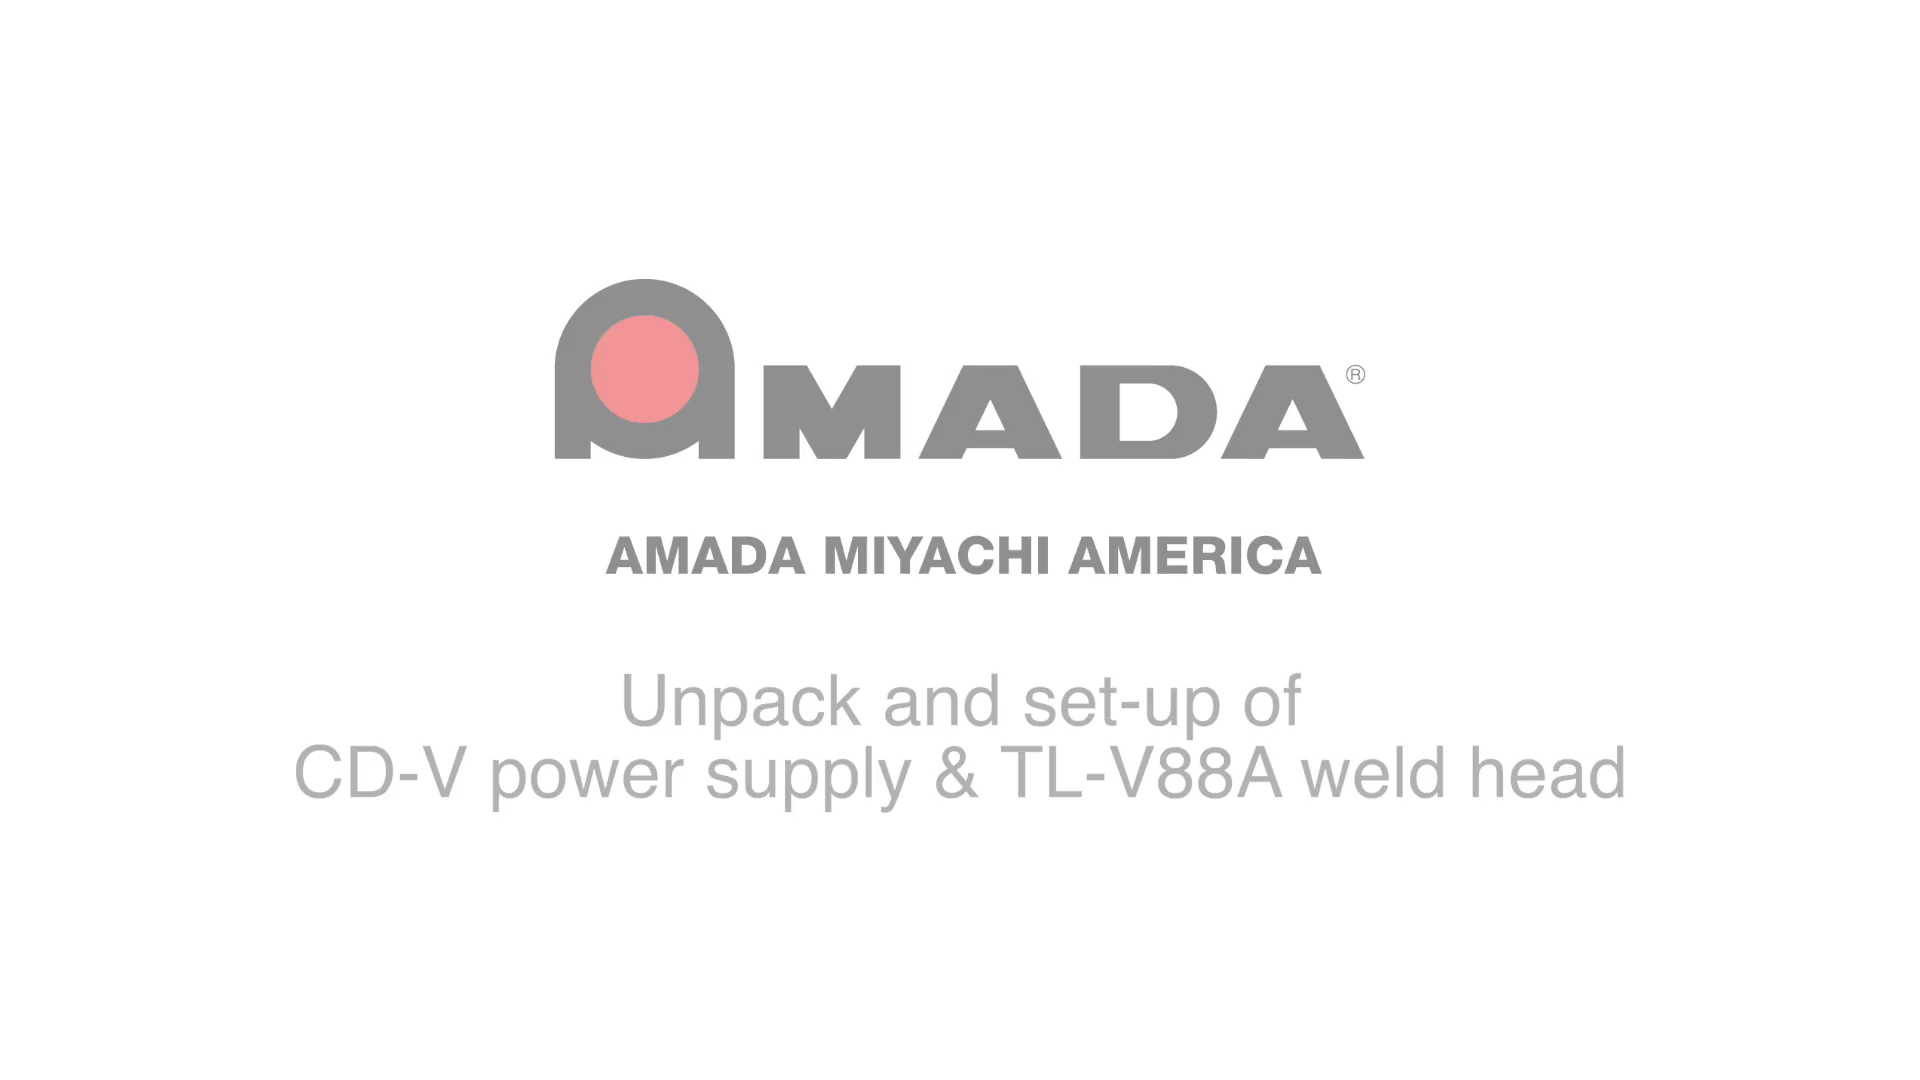 AMADA®
AMADA MIYACHI AMERICA
Unpack and set-up of
CD-V power supply & TL-V88A weld head